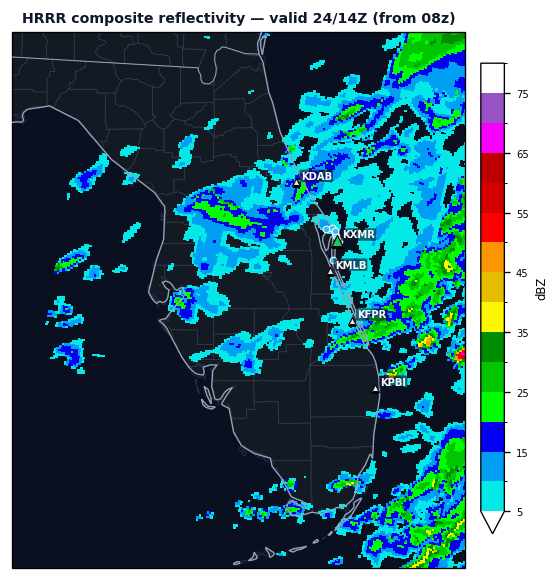 HRRR composite reflectivity — valid 24/14Z (from 08z)
KDAB
KXMR
KMLB
KFPR
KPBI
75
65
55
45
35
25
15
5
dBZ